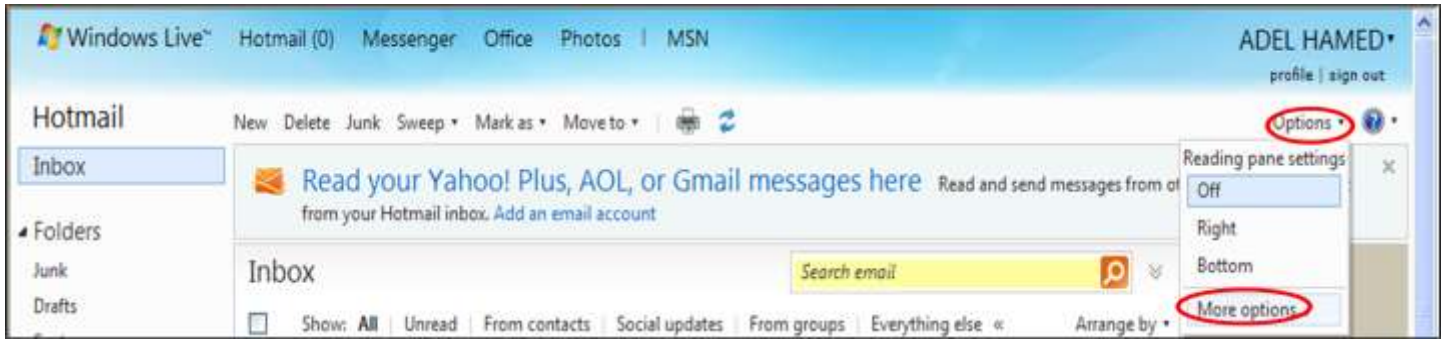 Windows Live™ Hotmail (0) Messenger Office Photos | MSN ADEL HAMED
profile | sign out
Hotmail New Delete Junk Sweep Mark as Move to Options
Inbox
Folders
Junk
Drafts
Read your Yahoo! Plus, AOL, or Gmail messages here Read and send messages from
from your Hotmail inbox. Add an email account
Inbox Search email
Show: All | Unread | From contacts | Social updates | From groups | Everything else « Arrange by
Reading pane settings
Off
Right
Bottom
More options